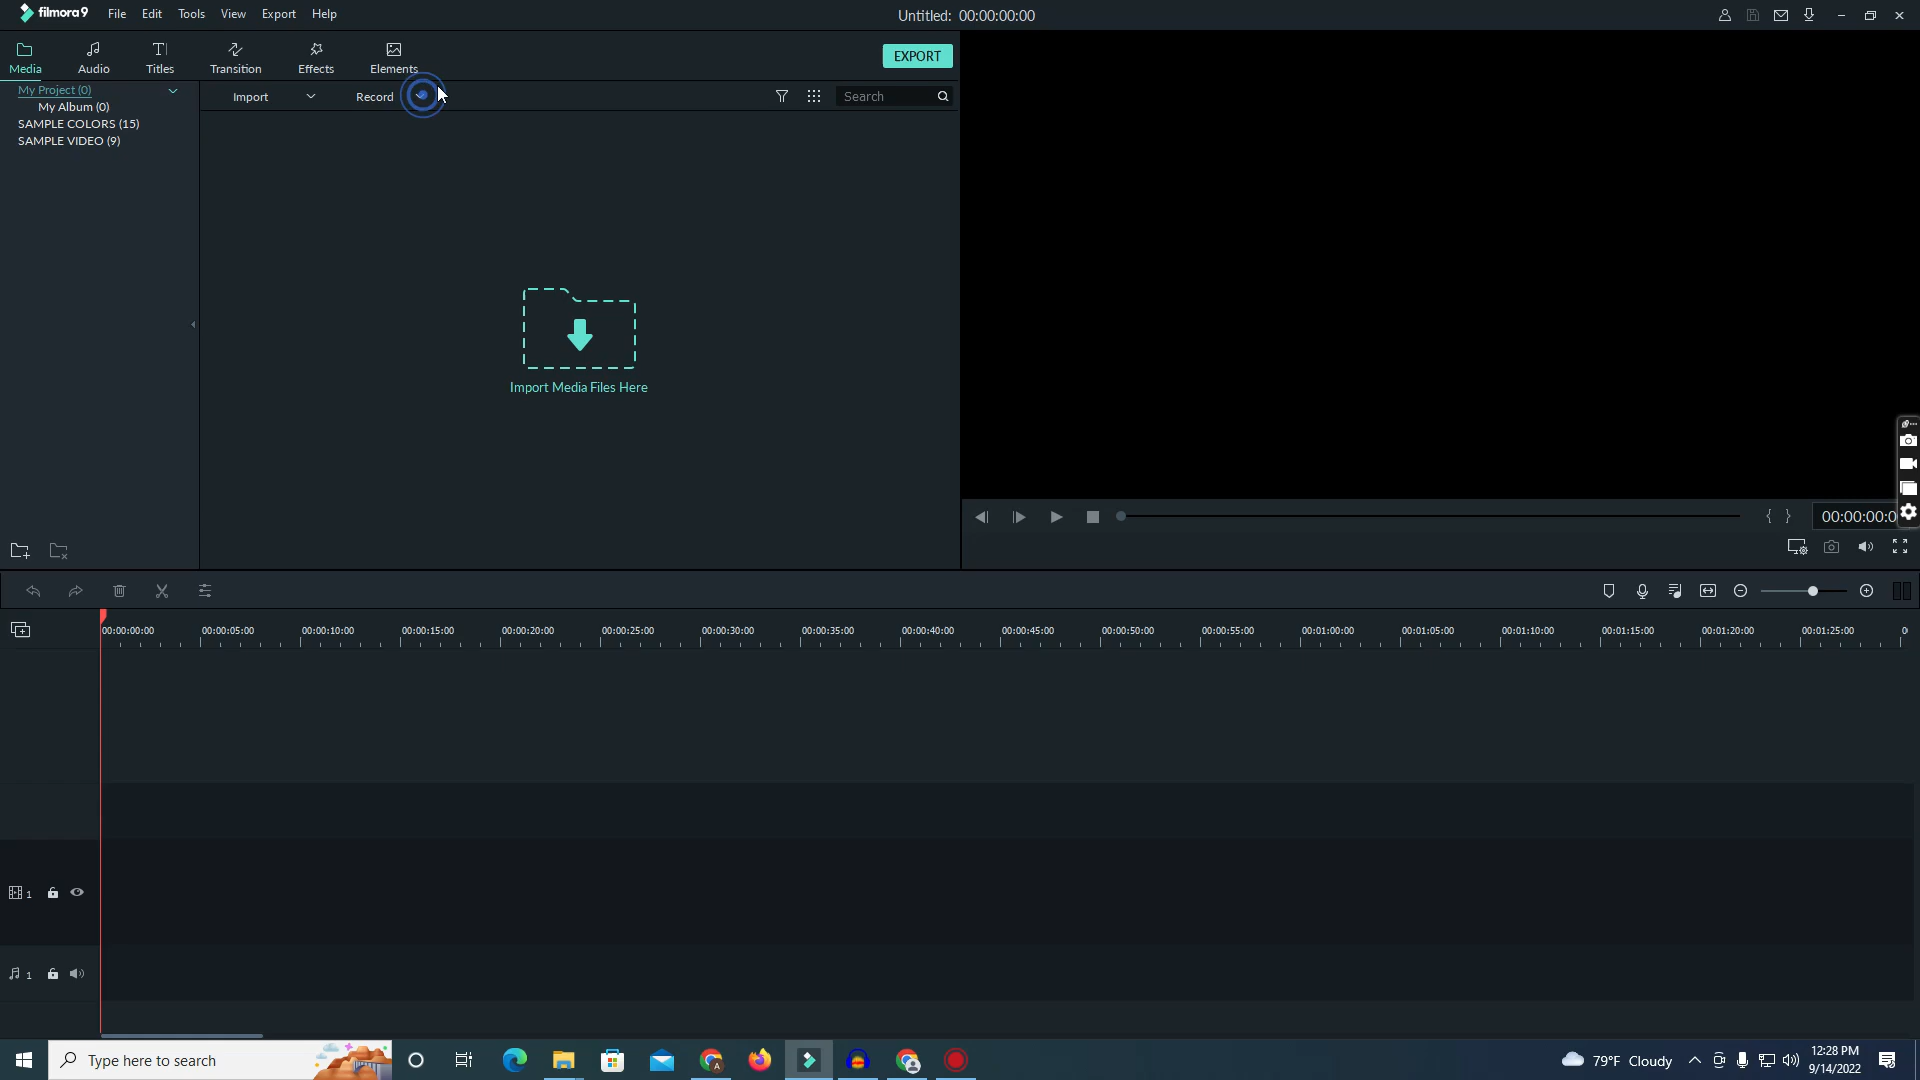 filmora9 File Edit Tools View Export Help Untitled: 00:00:00:00
Media Audio Titles Transition Effects Elements EXPORT
My Project (0)
My Album (0)
SAMPLE COLORS (15)
SAMPLE VIDEO (9)
Import Record Search
Import Media Files Here
{ } 00:00:00:0
00:00:00:00 00:00:05:00 00:00:10:00 00:00:15:00 00:00:20:00 00:00:25:00 00:00:30:00 00:00:35:00 00:00:40:00 00:00:45:00 00:00:50:00 00:00:55:00 00:01:00:00 00:01:05:00 00:01:10:00 00:01:15:00 00:01:20:00 00:01:25:00 0
1
1
Type here to search 79°F Cloudy 12:28 PM
9/14/2022